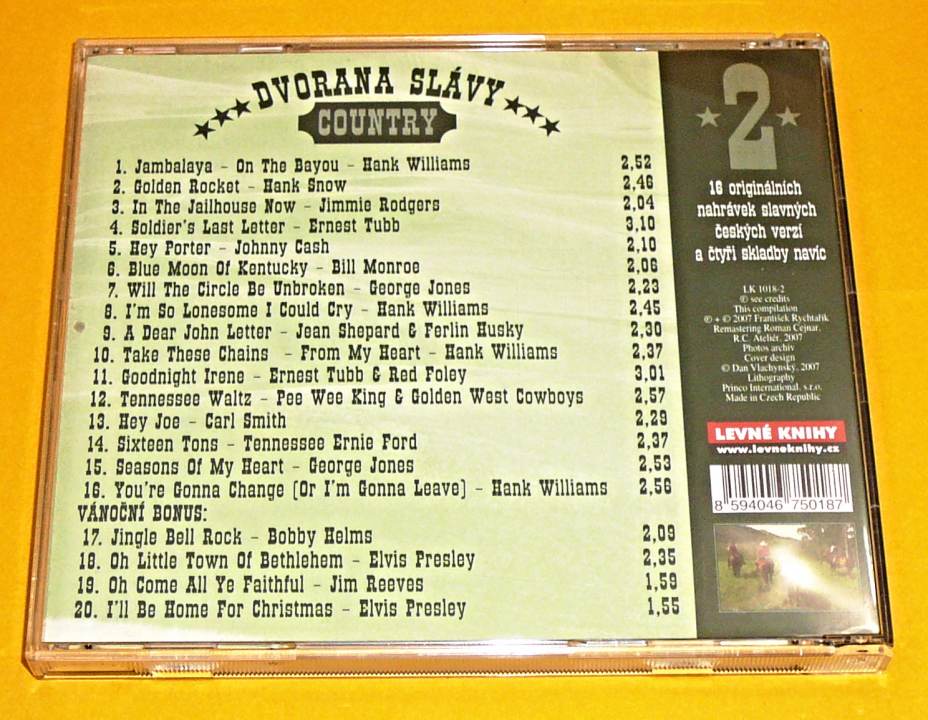 DVORANA SLÁVY
COUNTRY
1. Jambalaya - On The Bayou - Hank Williams 2,52
2. Golden Rocket - Hank Snow 2,46
3. In The Jailhouse Now - Jimmie Rodgers 2,04
4. Soldier's Last Letter - Ernest Tubb 3,10
5. Hey Porter - Johnny Cash 2,10
6. Blue Moon Of Kentucky - Bill Monroe 2,06
7. Will The Circle Be Unbroken - George Jones 2,23
8. I'm So Lonesome I Could Cry - Hank Williams 2,45
9. A Dear John Letter - Jean Shepard & Ferlin Husky 2,30
10. Take These Chains - From My Heart - Hank Williams 2,37
11. Goodnight Irene - Ernest Tubb & Red Foley 3,01
12. Tennessee Waltz - Pee Wee King & Golden West Cowboys 2,57
13. Hey Joe - Carl Smith 2,29
14. Sixteen Tons - Tennessee Ernie Ford 2,37
15. Seasons Of My Heart - George Jones 2,53
16. You're Gonna Change (Or I'm Gonna Leave) - Hank Williams 2,56
VÁNOČNÍ BONUS:
17. Jingle Bell Rock - Bobby Helms 2,09
18. Oh Little Town Of Bethlehem - Elvis Presley 2,35
19. Oh Come All Ye Faithful - Jim Reeves 1,59
20. I'll Be Home For Christmas - Elvis Presley 1,55
2
16 originálních
nahrávek slavných
českých verzí
a čtyři skladby navíc
LK 1018-2
℗ see credits
This compilation
℗ + © 2007 František Rychtařík
Remastering Roman Cejnar,
R.C. Ateliér, 2007
Photos archiv
Cover design
© Dan Vlachynský, 2007
Lithography
Princo International, s.r.o.
Made in Czech Republic
LEVNÉ KNIHY
www.levneknihy.cz
8 594046 750187